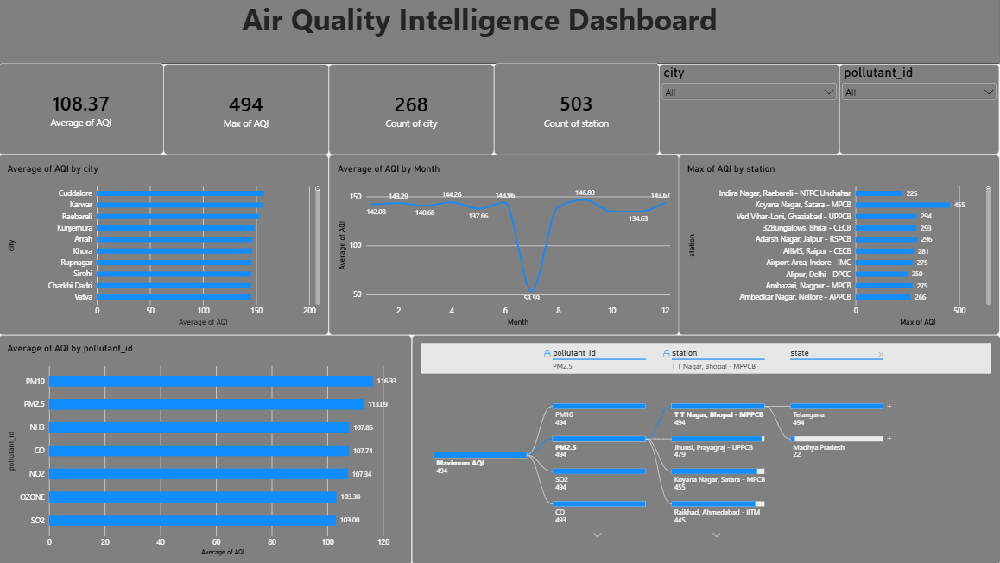 Air Quality Intelligence Dashboard
108.37
Average of AQI
494
Max of AQI
268
Count of city
503
Count of station
city
All
pollutant_id
All
Average of AQI by city
city
Cuddalore
Karwar
Raebareli
Kunjemura
Arrah
Khora
Rupnagar
Sirohi
Charkhi Dadri
Vatva
0 50 100 150 200
Average of AQI
Average of AQI by Month
Average of AQI
150
100
50
142.08 143.29 140.68 144.26 137.66 143.96 53.59 146.80 134.63 143.67
2 4 6 8 10 12
Month
Max of AQI by station
station
Indira Nagar, Raebareli - NTPC Unchahar 225
Koyana Nagar, Satara - MPCB 455
Ved Vihar-Loni, Ghaziabad - UPPCB 294
32Bungalows, Bhilai - CECB 293
Adarsh Nagar, Jaipur - RSPCB 296
AIIMS, Raipur - CECB 281
Airport Area, Indore - IMC 275
Alipur, Delhi - DPCC 250
Ambazari, Nagpur - MPCB 275
Ambedkar Nagar, Nellore - APPCB 266
0 500
Max of AQI
Average of AQI by pollutant_id
pollutant_id
PM10 116.33
PM2.5 113.09
NH3 107.85
CO 107.74
NO2 107.34
OZONE 103.30
SO2 103.00
0 20 40 60 80 100 120
Average of AQI
pollutant_id
PM2.5
station
T T Nagar, Bhopal - MPPCB
state
Maximum AQI
494
PM10
494
PM2.5
494
SO2
494
CO
493
T T Nagar, Bhopal - MPPCB
494
Jhunsi, Prayagraj - UPPCB
479
Koyana Nagar, Satara - MPCB
455
Raikhad, Ahmedabad - IITM
445
Telangana
494
Madhya Pradesh
22